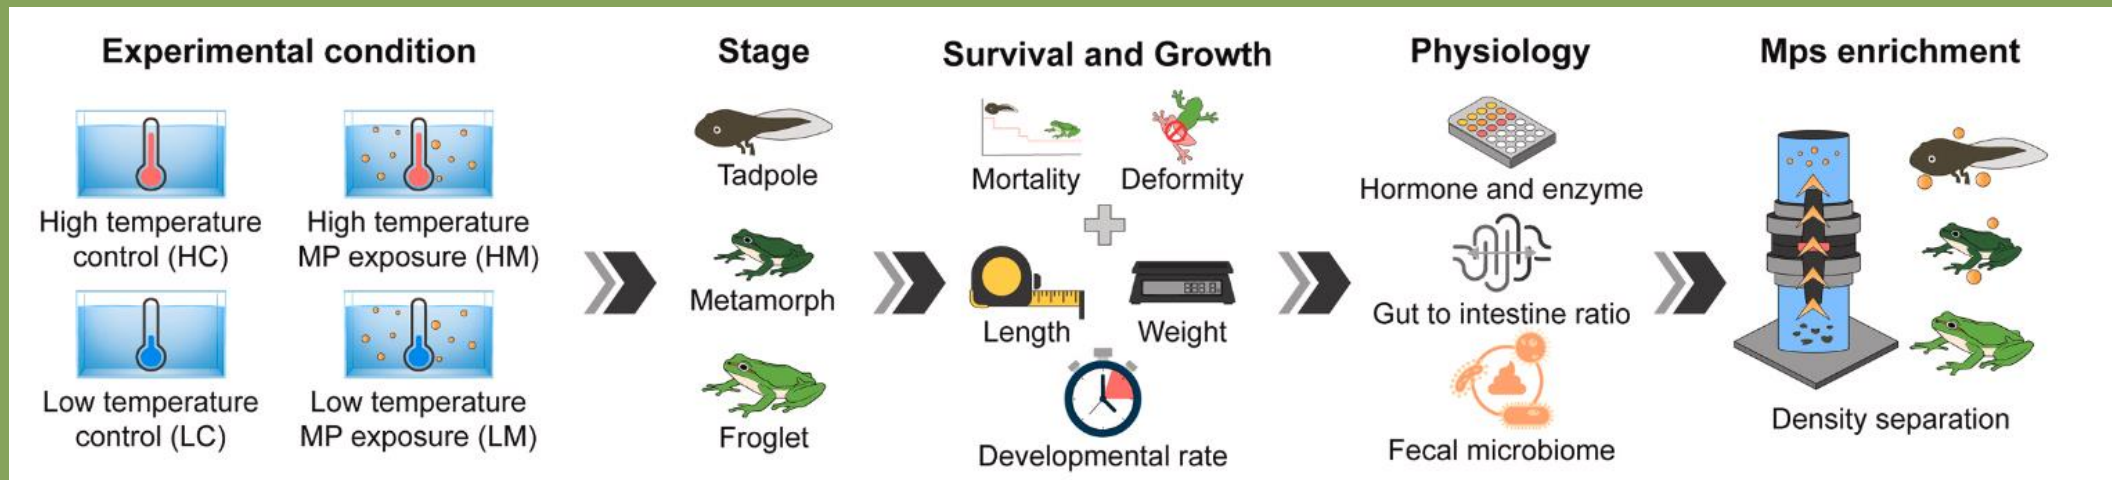 Experimental condition
High temperature
control (HC)
High temperature
MP exposure (HM)
Low temperature
control (LC)
Low temperature
MP exposure (LM)
Stage
Tadpole
Metamorph
Froglet
Survival and Growth
Mortality
Deformity
Length
Weight
Developmental rate
Physiology
Hormone and enzyme
Gut to intestine ratio
Fecal microbiome
Mps enrichment
Density separation